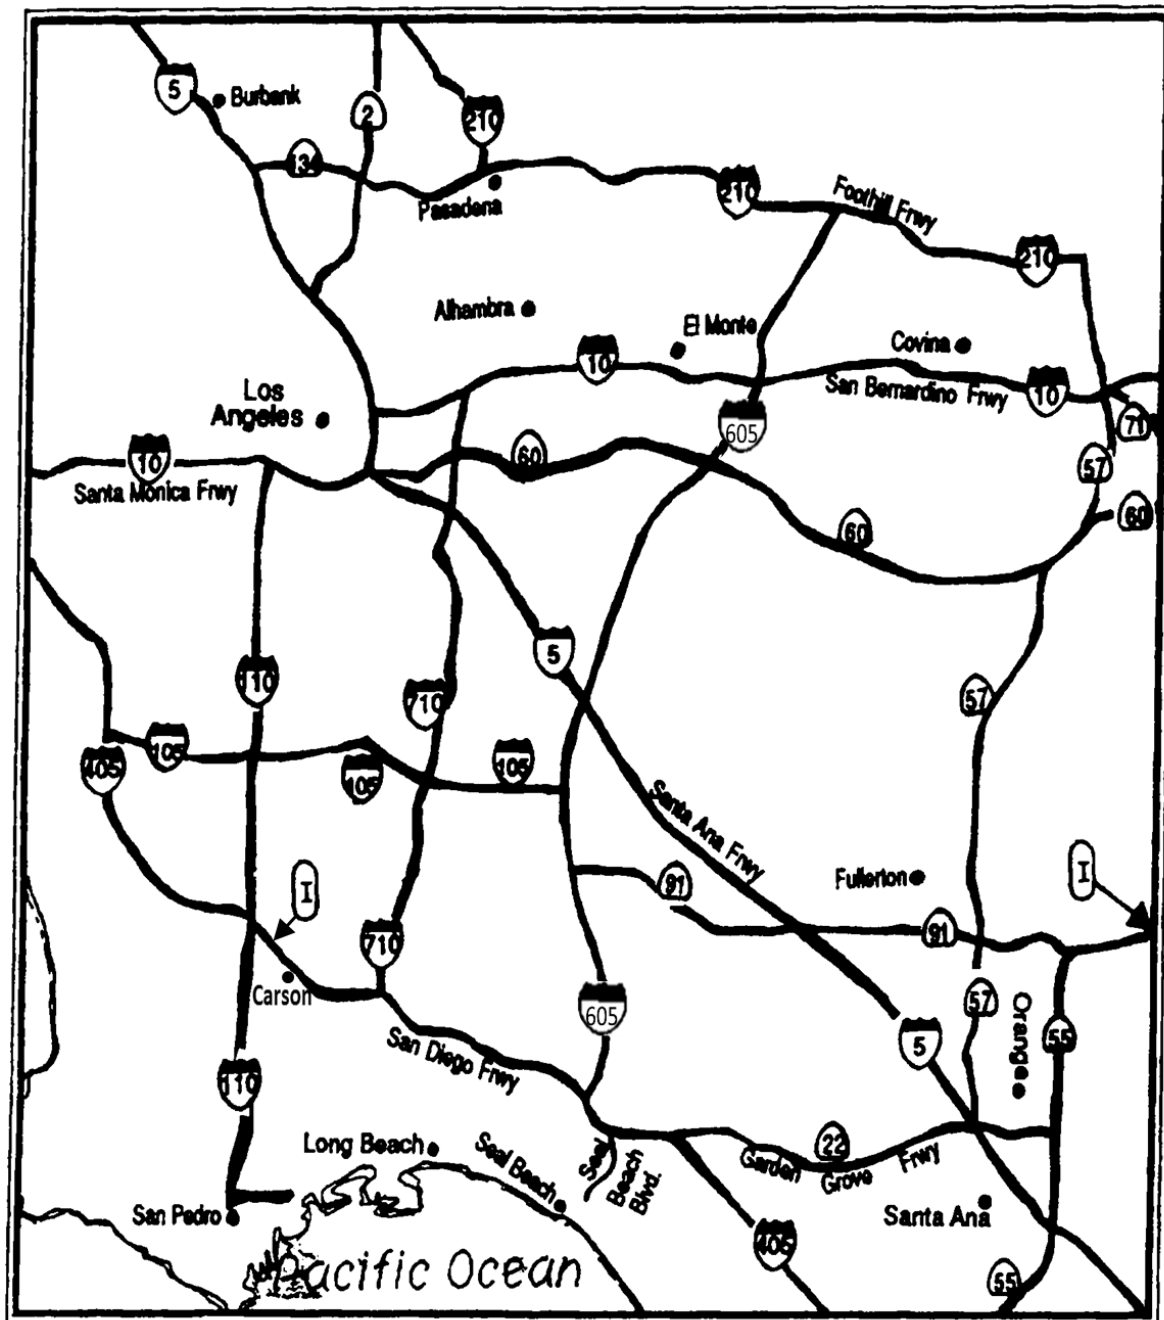 5
Burbank
2
210
134
Pasadena
210
Foothill Frwy
210
Alhambra
El Monte
Covina
10
San Bernardino Frwy
10
Los
Angeles
605
71
10
Santa Monica Frwy
60
57
60
60
5
110
710
57
105
405
105
105
Santa Ana Frwy
91
Fullerton
I
I
91
710
Carson
57
605
Orange
55
5
San Diego Frwy
110
Long Beach
Seal Beach
Seal
Beach
Blvd.
22
Garden
Grove
Frwy
San Pedro
Santa Ana
405
Pacific Ocean
55